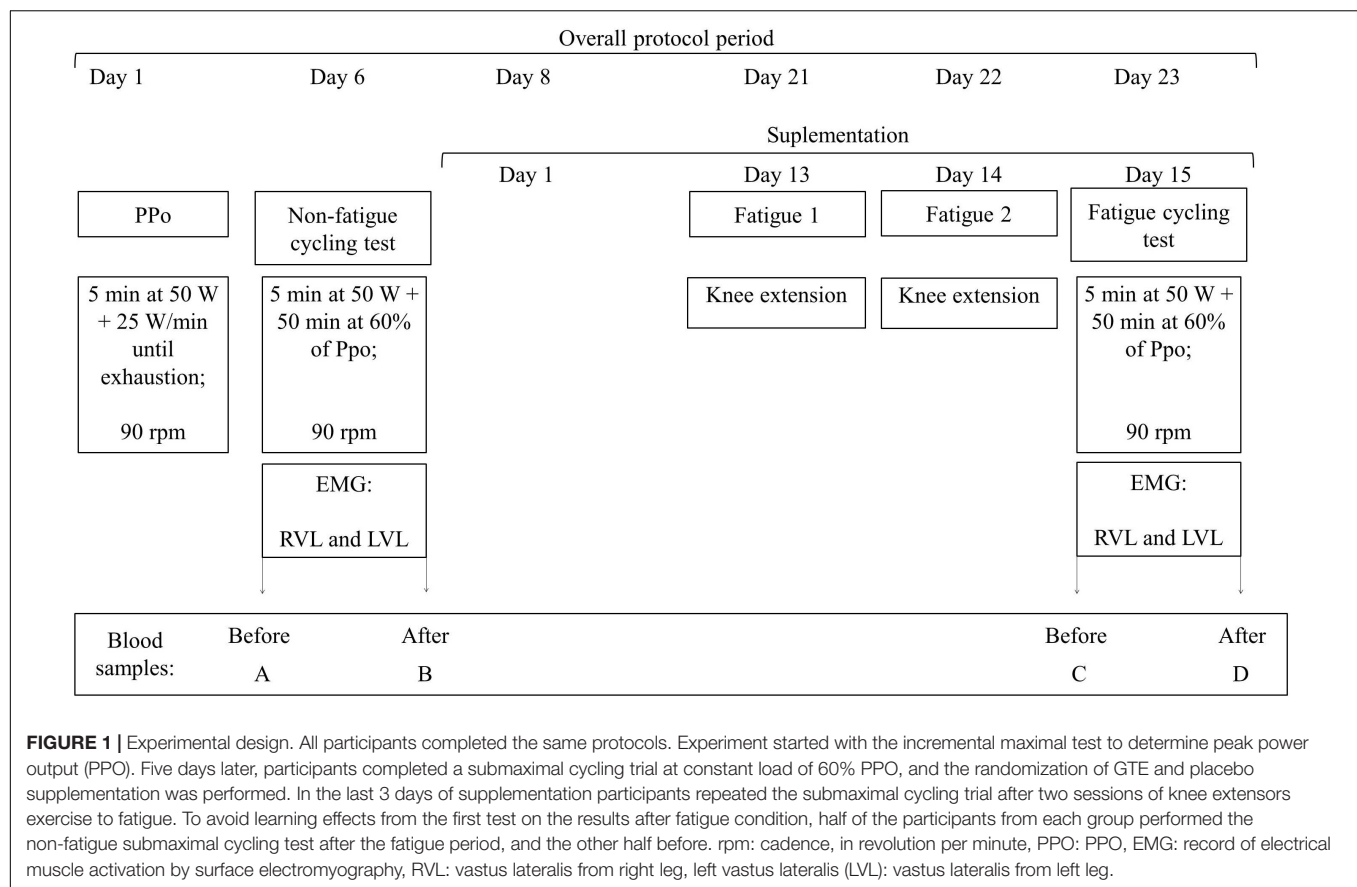 Overall protocol period
Day 1 Day 6 Day 8 Day 21 Day 22 Day 23
Suplementation
Day 1 Day 13 Day 14 Day 15
PPo
Non-fatigue
cycling test
Fatigue 1
Fatigue 2
Fatigue cycling
test
5 min at 50 W
+ 25 W/min
until
exhaustion;
90 rpm
5 min at 50 W +
50 min at 60%
of Ppo;
90 rpm
Knee extension
Knee extension
5 min at 50 W +
50 min at 60%
of Ppo;
90 rpm
EMG:
RVL and LVL
EMG:
RVL and LVL
Blood
samples:
Before After Before After
A B C D
FIGURE 1 | Experimental design. All participants completed the same protocols. Experiment started with the incremental maximal test to determine peak power
output (PPO). Five days later, participants completed a submaximal cycling trial at constant load of 60% PPO, and the randomization of GTE and placebo
supplementation was performed. In the last 3 days of supplementation participants repeated the submaximal cycling trial after two sessions of knee extensors
exercise to fatigue. To avoid learning effects from the first test on the results after fatigue condition, half of the participants from each group performed the
non-fatigue submaximal cycling test after the fatigue period, and the other half before. rpm: cadence, in revolution per minute, PPO: PPO, EMG: record of electrical
muscle activation by surface electromyography, RVL: vastus lateralis from right leg, left vastus lateralis (LVL): vastus lateralis from left leg.